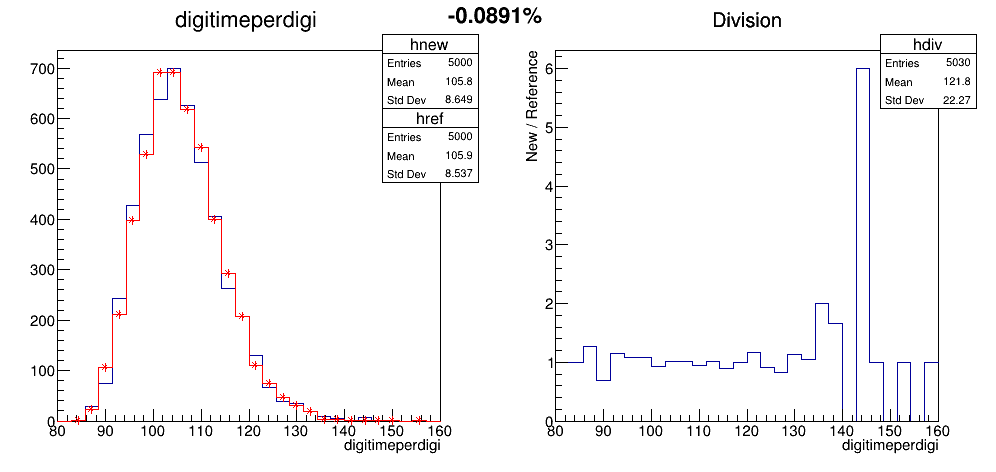 digitimeperdigi
-0.0891%
Division
hnew
Entries 5000
Mean 105.8
Std Dev 8.649
href
Entries 5000
Mean 105.9
Std Dev 8.537
700
600
500
400
300
200
100
0
80 90 100 110 120 130 140 150 160
digitimeperdigi
hdiv
Entries 5030
Mean 121.8
Std Dev 22.27
New / Reference
6
5
4
3
2
1
0
80 90 100 110 120 130 140 150 160
digitimeperdigi